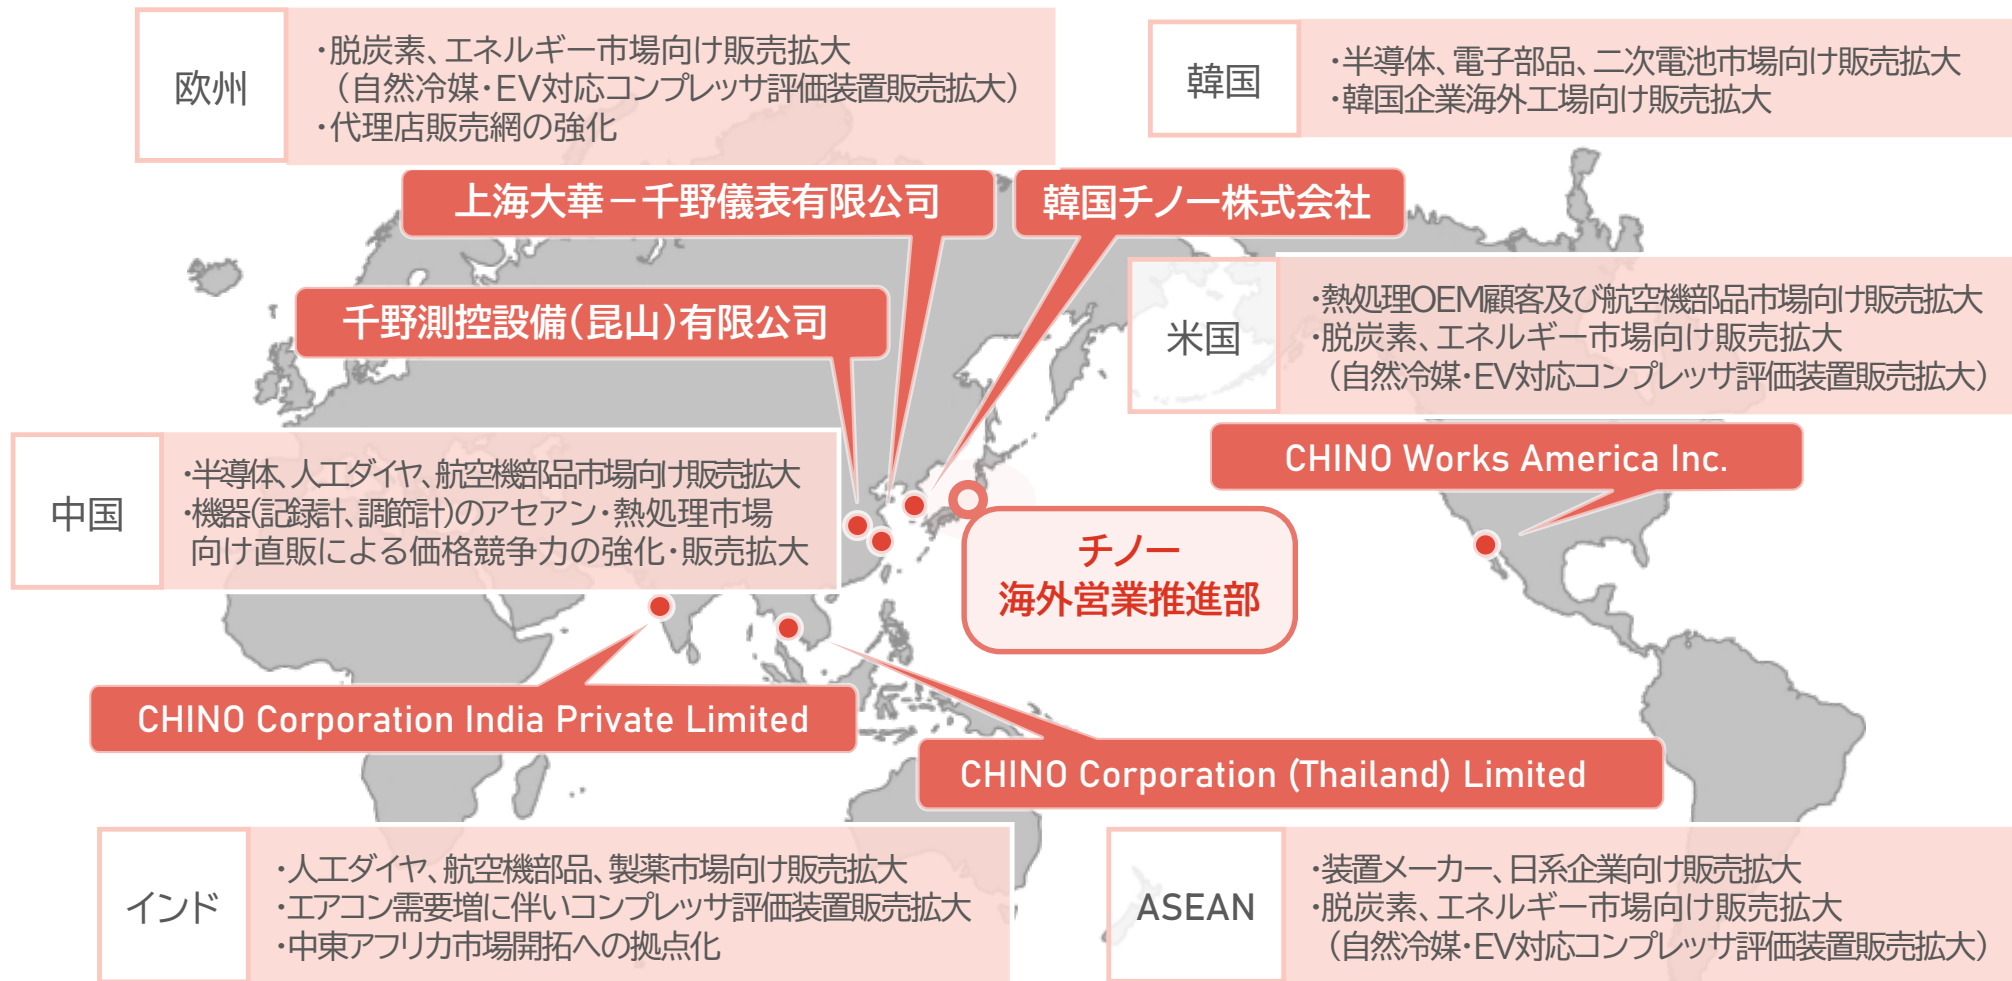 欧州
・脱炭素、エネルギー市場向け販売拡大
（自然冷媒・EV対応コンプレッサ評価装置販売拡大）
・代理店販売網の強化
韓国
・半導体、電子部品、二次電池市場向け販売拡大
・韓国企業海外工場向け販売拡大
上海大華－千野儀表有限公司
韓国チノー株式会社
千野測控設備（昆山）有限公司
米国
・熱処理OEM顧客及び航空機部品市場向け販売拡大
・脱炭素、エネルギー市場向け販売拡大
（自然冷媒・EV対応コンプレッサ評価装置販売拡大）
中国
・半導体、人工ダイヤ、航空機部品市場向け販売拡大
・機器(記録計、調節計)のアセアン・熱処理市場
向け直販による価格競争力の強化・販売拡大
CHINO Works America Inc.
チノー
海外営業推進部
CHINO Corporation India Private Limited
CHINO Corporation (Thailand) Limited
インド
・人工ダイヤ、航空機部品、製薬市場向け販売拡大
・エアコン需要増に伴いコンプレッサ評価装置販売拡大
・中東アフリカ市場開拓への拠点化
ASEAN
・装置メーカー、日系企業向け販売拡大
・脱炭素、エネルギー市場向け販売拡大
（自然冷媒・EV対応コンプレッサ評価装置販売拡大）